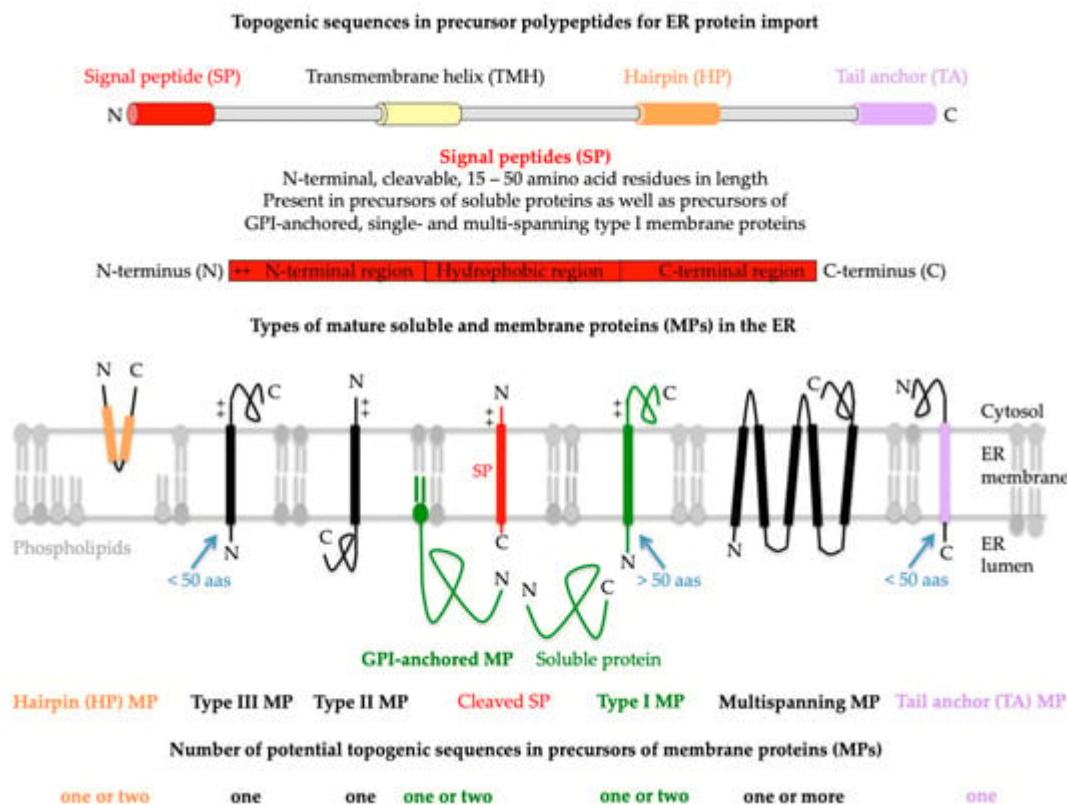 Topogenic sequences in precursor polypeptides for ER protein import
Signal peptide (SP) Transmembrane helix (TMH) Hairpin (HP) Tail anchor (TA)
N C
Signal peptides (SP)
N-terminal, cleavable, 15 – 50 amino acid residues in length
Present in precursors of soluble proteins as well as precursors of
GPI-anchored, single- and multi-spanning type I membrane proteins
N-terminus (N) ++ N-terminal region Hydrophobic region C-terminal region C-terminus (C)
Types of mature soluble and membrane proteins (MPs) in the ER
N C
++ C
N ++
++ N
++ C
C
N
Cytosol
SP
ER
membrane
Phospholipids
N
C
C
N
N
C
ER
lumen
< 50 aas
> 50 aas
< 50 aas
N
N C
GPI-anchored MP Soluble protein
Hairpin (HP) MP Type III MP Type II MP Cleaved SP Type I MP Multispanning MP Tail anchor (TA) MP
Number of potential topogenic sequences in precursors of membrane proteins (MPs)
one or two one one one or two one or two one or more one